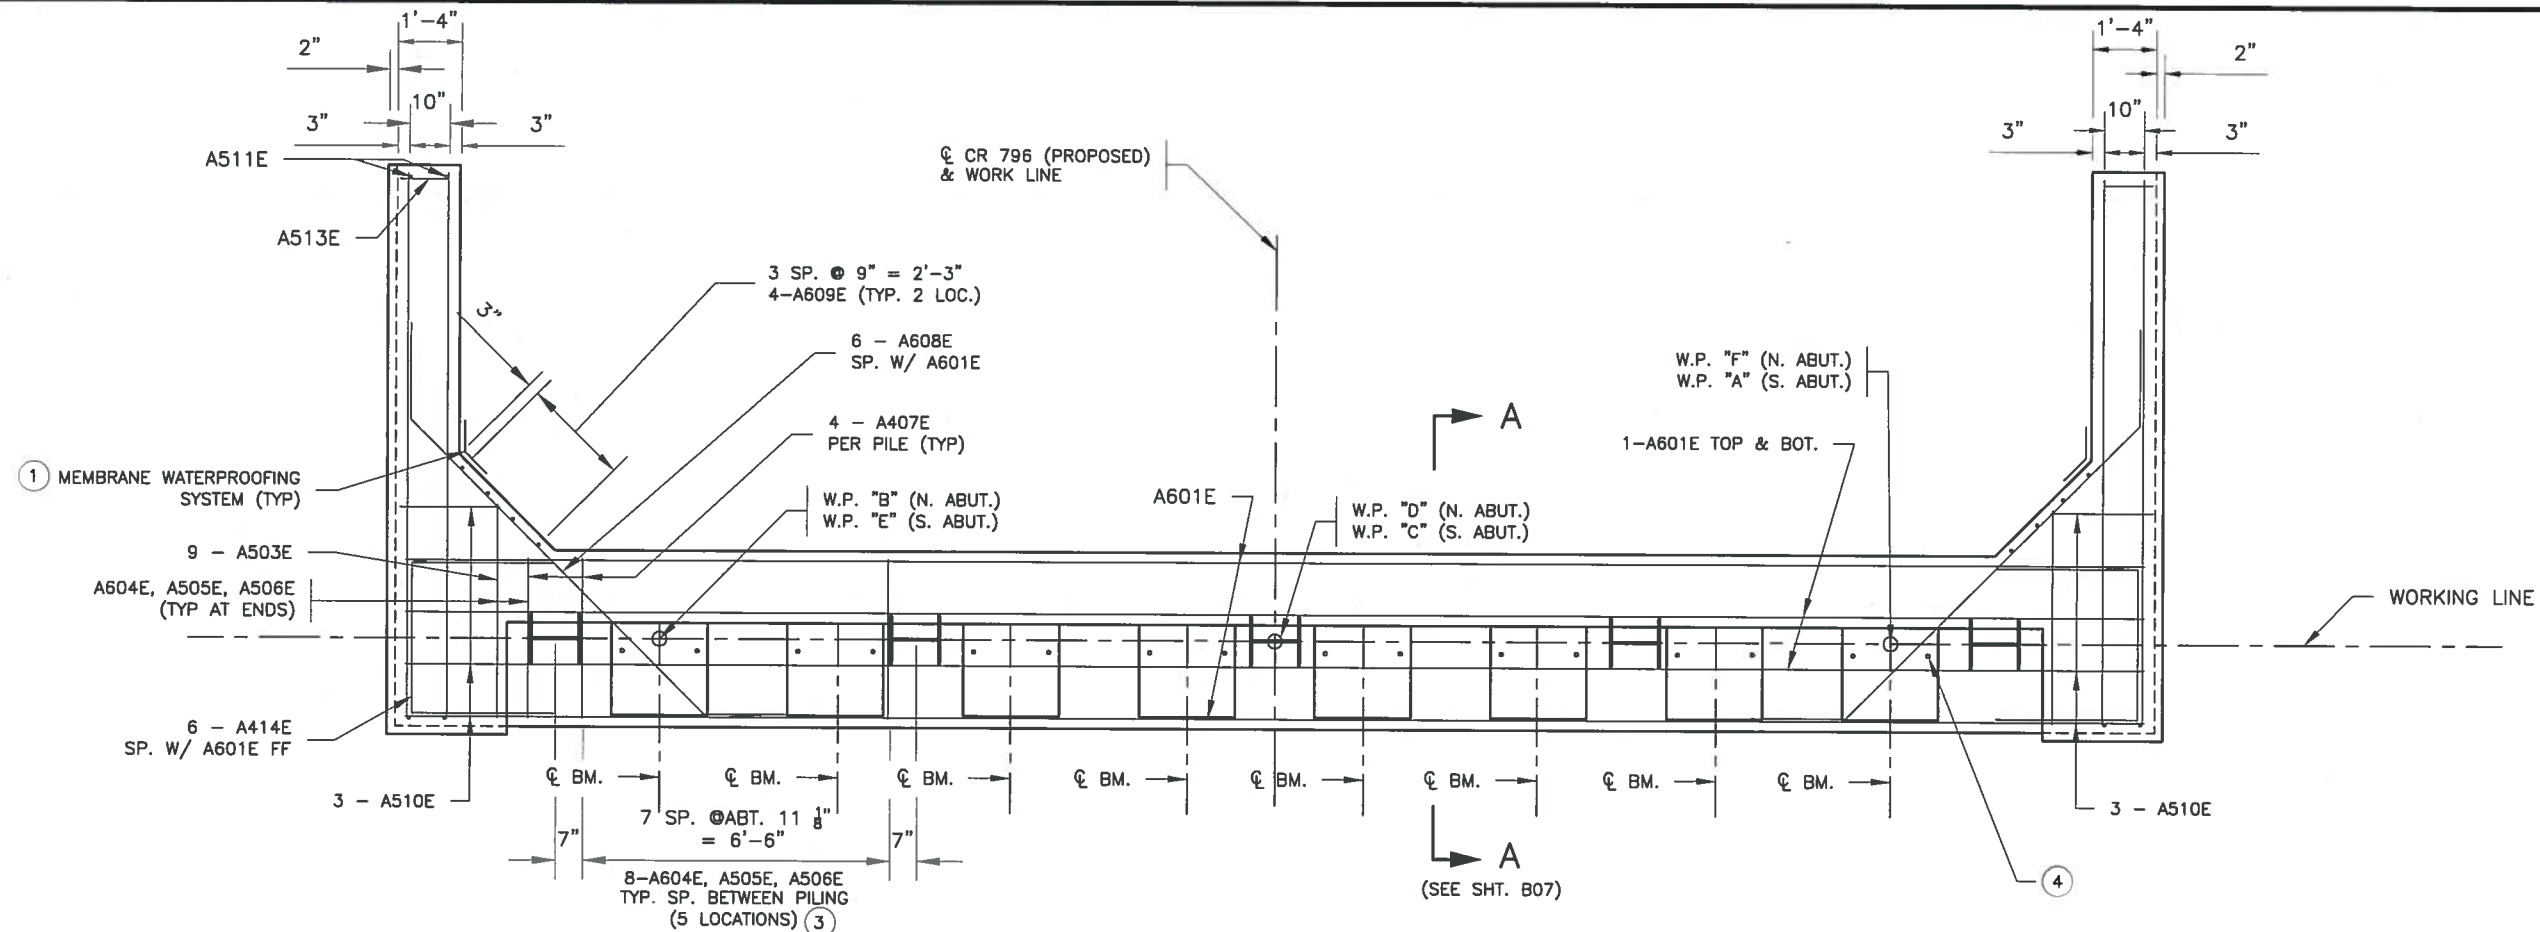 1'-4"
2"
10"
3"
3"
A511E
A513E
3 SP. @ 9" = 2'-3"
4-A609E (TYP. 2 LOC.)
3"
6 - A608E
SP. W/ A601E
4 - A407E
PER PILE (TYP)
1 MEMBRANE WATERPROOFING
SYSTEM (TYP)
W.P. "B" (N. ABUT.)
W.P. "E" (S. ABUT.)
9 - A503E
A604E, A505E, A506E
(TYP AT ENDS)
6 - A414E
SP. W/ A601E FF
3 - A510E
℄ CR 796 (PROPOSED)
& WORK LINE
A
A601E
W.P. "D" (N. ABUT.)
W.P. "C" (S. ABUT.)
W.P. "F" (N. ABUT.)
W.P. "A" (S. ABUT.)
1-A601E TOP & BOT.
1'-4"
2"
10"
3"
3"
WORKING LINE
℄ BM.
℄ BM.
℄ BM.
℄ BM.
℄ BM.
℄ BM.
℄ BM.
℄ BM.
3 - A510E
7 SP. @ABT. 11 1/8"
= 6'-6"
7"
7"
8-A604E, A505E, A506E
TYP. SP. BETWEEN PILING
(5 LOCATIONS) 3
A
(SEE SHT. B07)
4